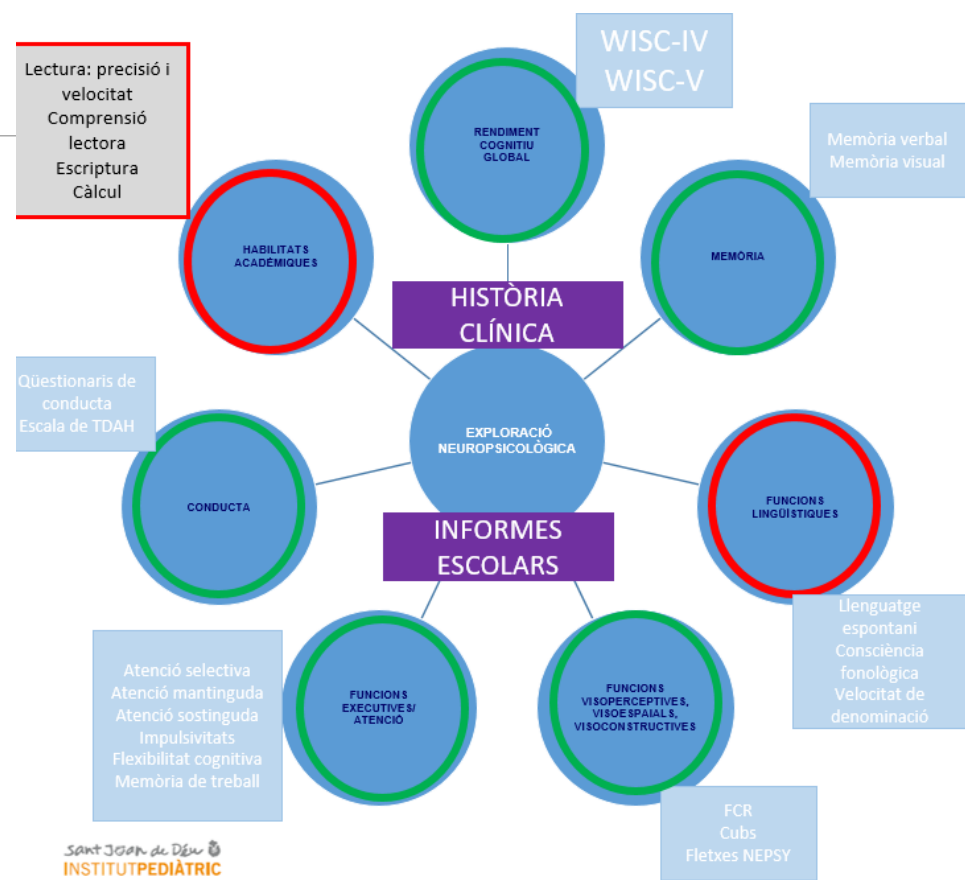 WISC-IV
WISC-V
Lectura: precisió i
velocitat
Comprensió
lectora
Escriptura
Càlcul
RENDIMENT
COGNITIU
GLOBAL
Memòria verbal
Memòria visual
HABILITATS
ACADÈMIQUES
MEMÒRIA
HISTÒRIA
CLÍNICA
Qüestionaris de
conducta
Escala de TDAH
EXPLORACIÓ
NEUROPSICOLÒGICA
CONDUCTA
FUNCIONS
LINGÜÍSTIQUES
INFORMES
ESCOLARS
Llenguatge
espontani
Consciència
fonològica
Velocitat de
denominació
Atenció selectiva
Atenció mantinguda
Atenció sostinguda
Impulsivitats
Flexibilitat cognitiva
Memòria de treball
FUNCIONS
EXECUTIVES/
ATENCIÓ
FUNCIONS
VISOPERCEPTIVES,
VISOESPAIALS,
VISOCONSTRUCTIVES
FCR
Cubs
Fletxes NEPSY
Sant Joan de Déu
INSTITUTPEDIÀTRIC